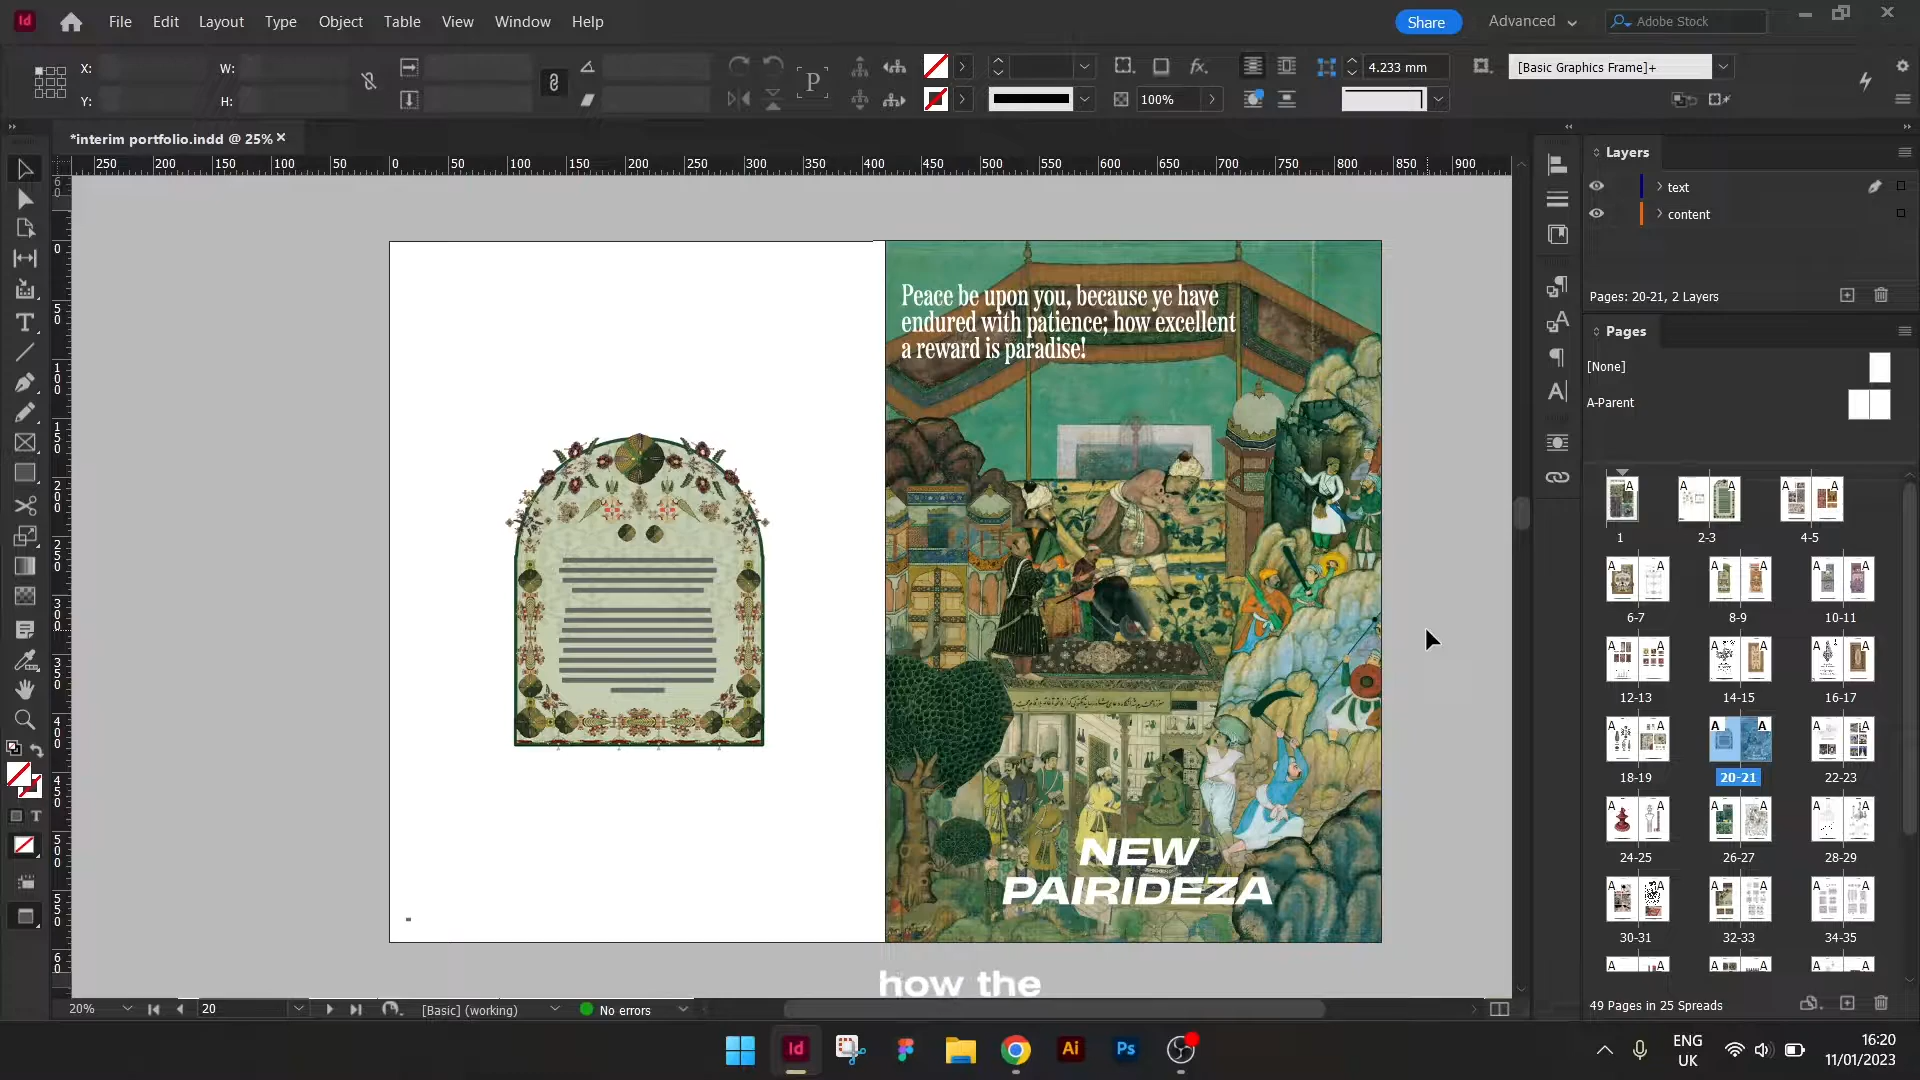 Id
File Edit Layout Type Object Table View Window Help
Share
Advanced
Adobe Stock
X:
W:
4.233 mm
[Basic Graphics Frame]+
Y:
H:
P
fx.
100%
*interim portfolio.indd @ 25%
250 200 150 100 50 0 50 100 150 200 250 300 350 400 450 500 550 600 650 700 750 800 850 900
Layers
text
content
Pages: 20-21, 2 Layers
Pages
[None]
A-Parent
Peace be upon you, because ye have
endured with patience; how excellent
a reward is paradise!
NEW
PAIRIDEZA
1 2-3 4-5
6-7 8-9 10-11
12-13 14-15 16-17
18-19 20-21 22-23
24-25 26-27 28-29
30-31 32-33 34-35
49 Pages in 25 Spreads
how the
20%
20
[Basic] (working)
No errors
Id
Ai
Ps
ENG
UK
16:20
11/01/2023